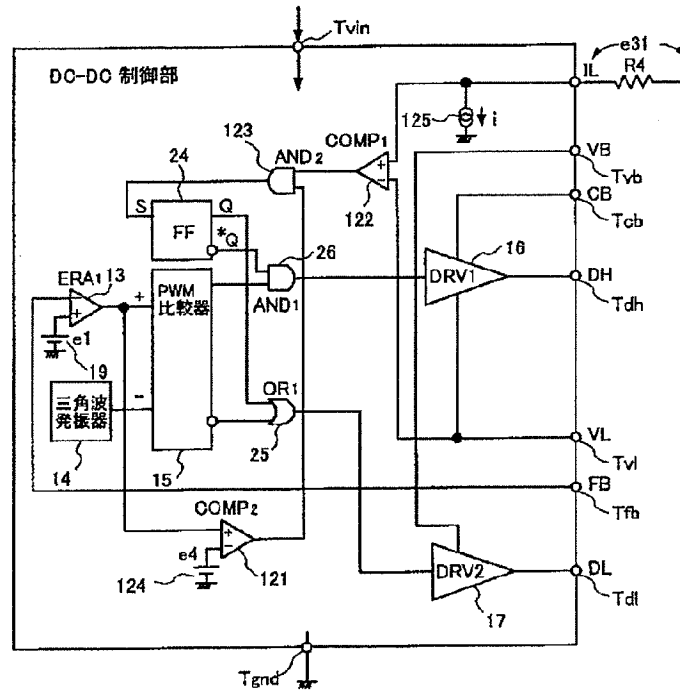 Tvin
DC-DC 制御部
e31
IL
R4
125
i
123
AND2
COMP1
122
VB
Tvb
CB
Tcb
24
S
Q
FF
*Q
26
AND1
16
DRV1
DH
Tdh
ERA1
13
e1
19
PWM
比較器
+
-
三角波
発振器
14
15
OR1
25
VL
Tvl
FB
Tfb
COMP2
e4
124
121
DRV2
17
DL
Tdl
Tgnd